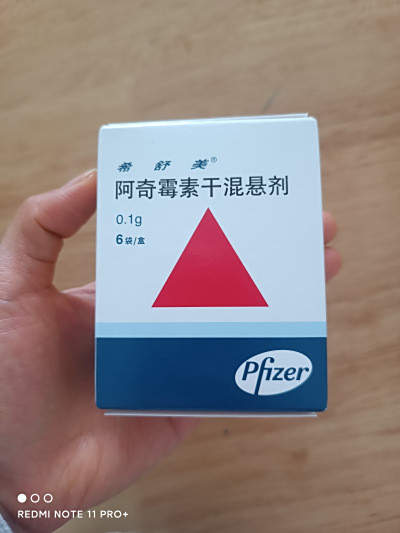 希舒美®
阿奇霉素干混悬剂
0.1g
6袋/盒
Pfizer
REDMI NOTE 11 PRO+